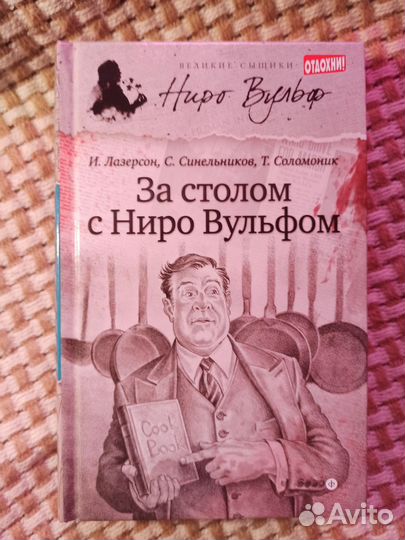 ВЕЛИКИЕ СЫЩИКИ
ОТДОХНИ!
Ниро Вульф
И. Лазерсон, С. Синельников, Т. Соломоник
За столом
с Ниро Вульфом
Cook
Book
Avito